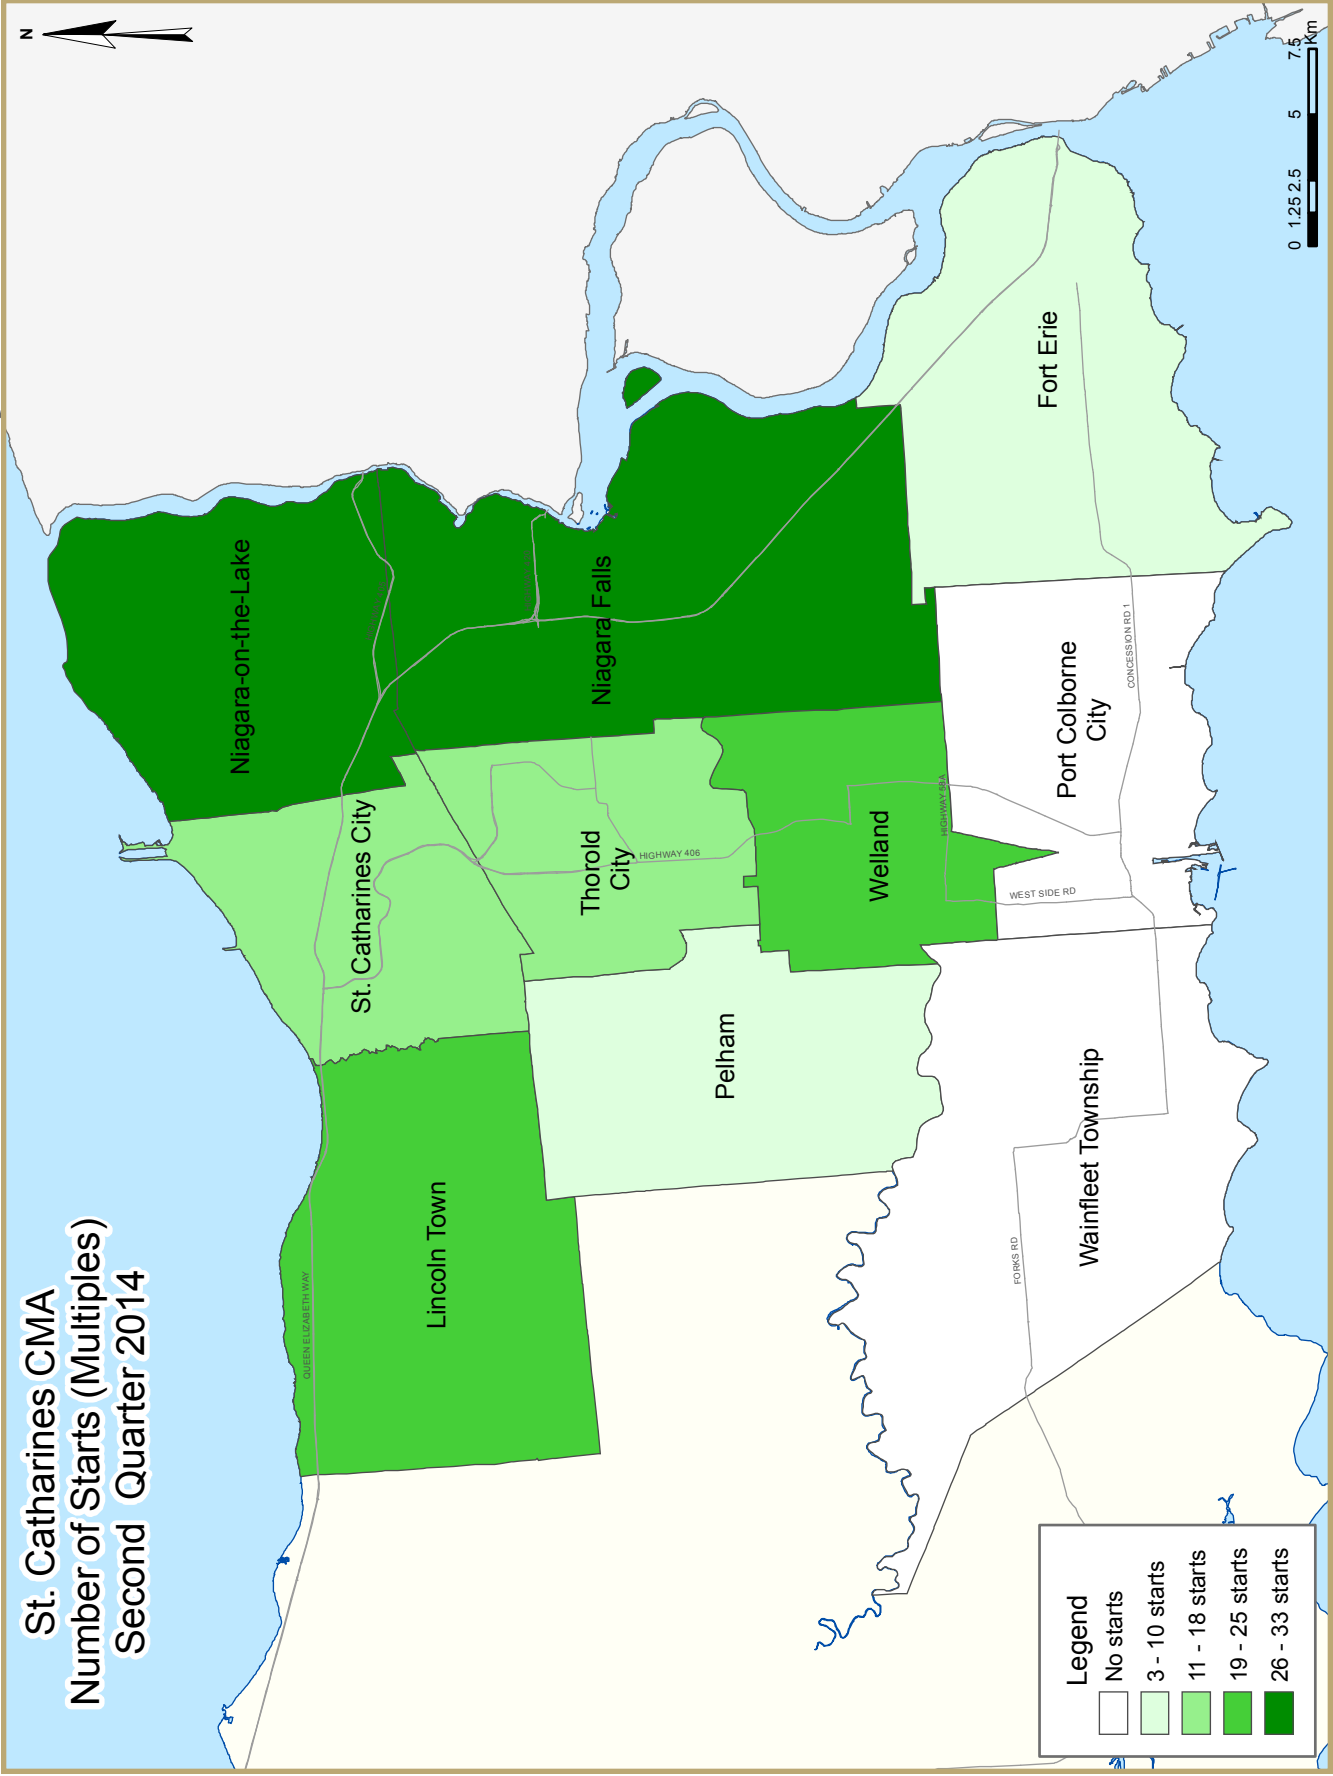 St. Catharines CMA
Number of Starts (Multiples)
Second Quarter 2014
N
Niagara-on-the-Lake
St. Catharines City
QUEEN ELIZABETH WAY
Lincoln Town
Niagara Falls
Thorold
City
HIGHWAY 406
Pelham
Welland
HIGHWAY 58A
Fort Erie
Port Colborne
City
CONCESSION RD 1
WEST SIDE RD
Wainfleet Township
FORKS RD
Legend
No starts
3 - 10 starts
11 - 18 starts
19 - 25 starts
26 - 33 starts
0 1.25 2.5 5 7.5
Km